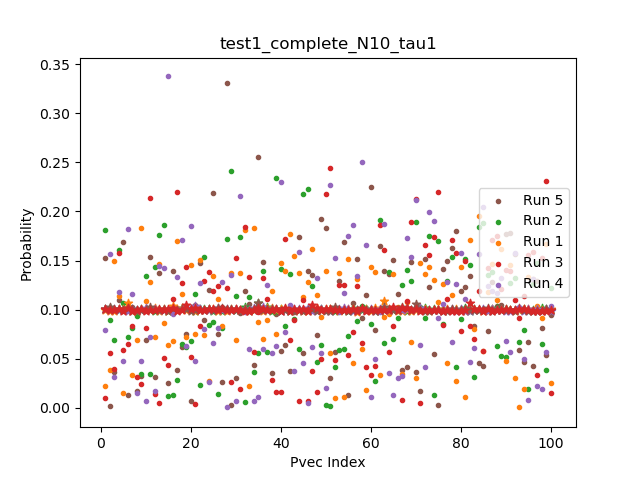 test1_complete_N10_tau1
0.35
0.30
0.25
0.20
0.15
0.10
0.05
0.00
Probability
Run 5
Run 2
Run 1
Run 3
Run 4
0 20 40 60 80 100
Pvec Index